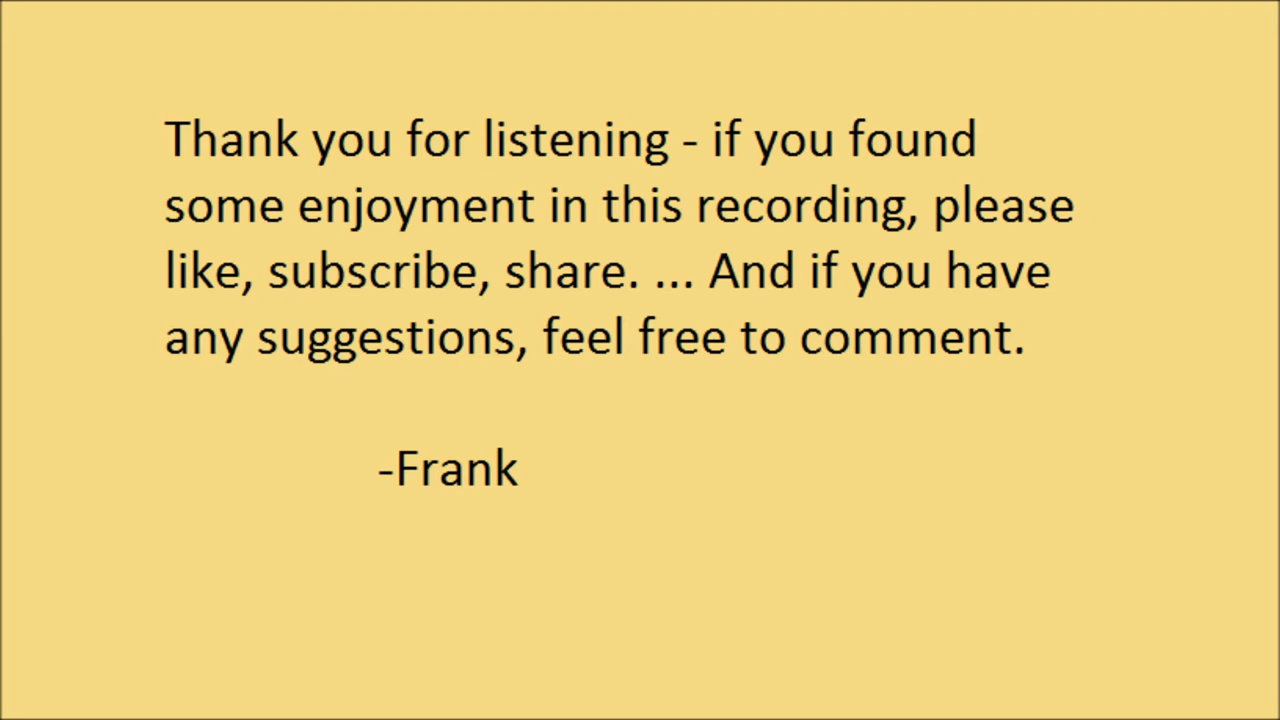 Thank you for listening - if you found
some enjoyment in this recording, please
like, subscribe, share. ... And if you have
any suggestions, feel free to comment.
-Frank